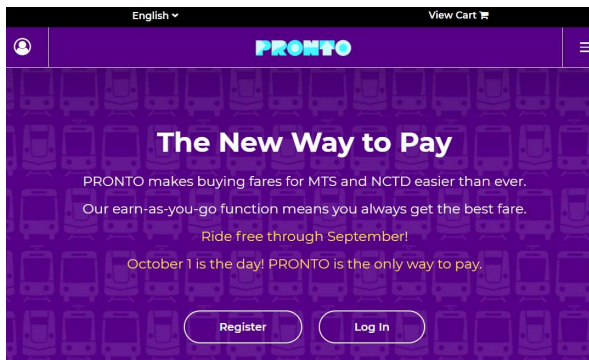 English
View Cart
PRONTO
The New Way to Pay
PRONTO makes buying fares for MTS and NCTD easier than ever.
Our earn-as-you-go function means you always get the best fare.
Ride free through September!
October 1 is the day! PRONTO is the only way to pay.
Register
Log In